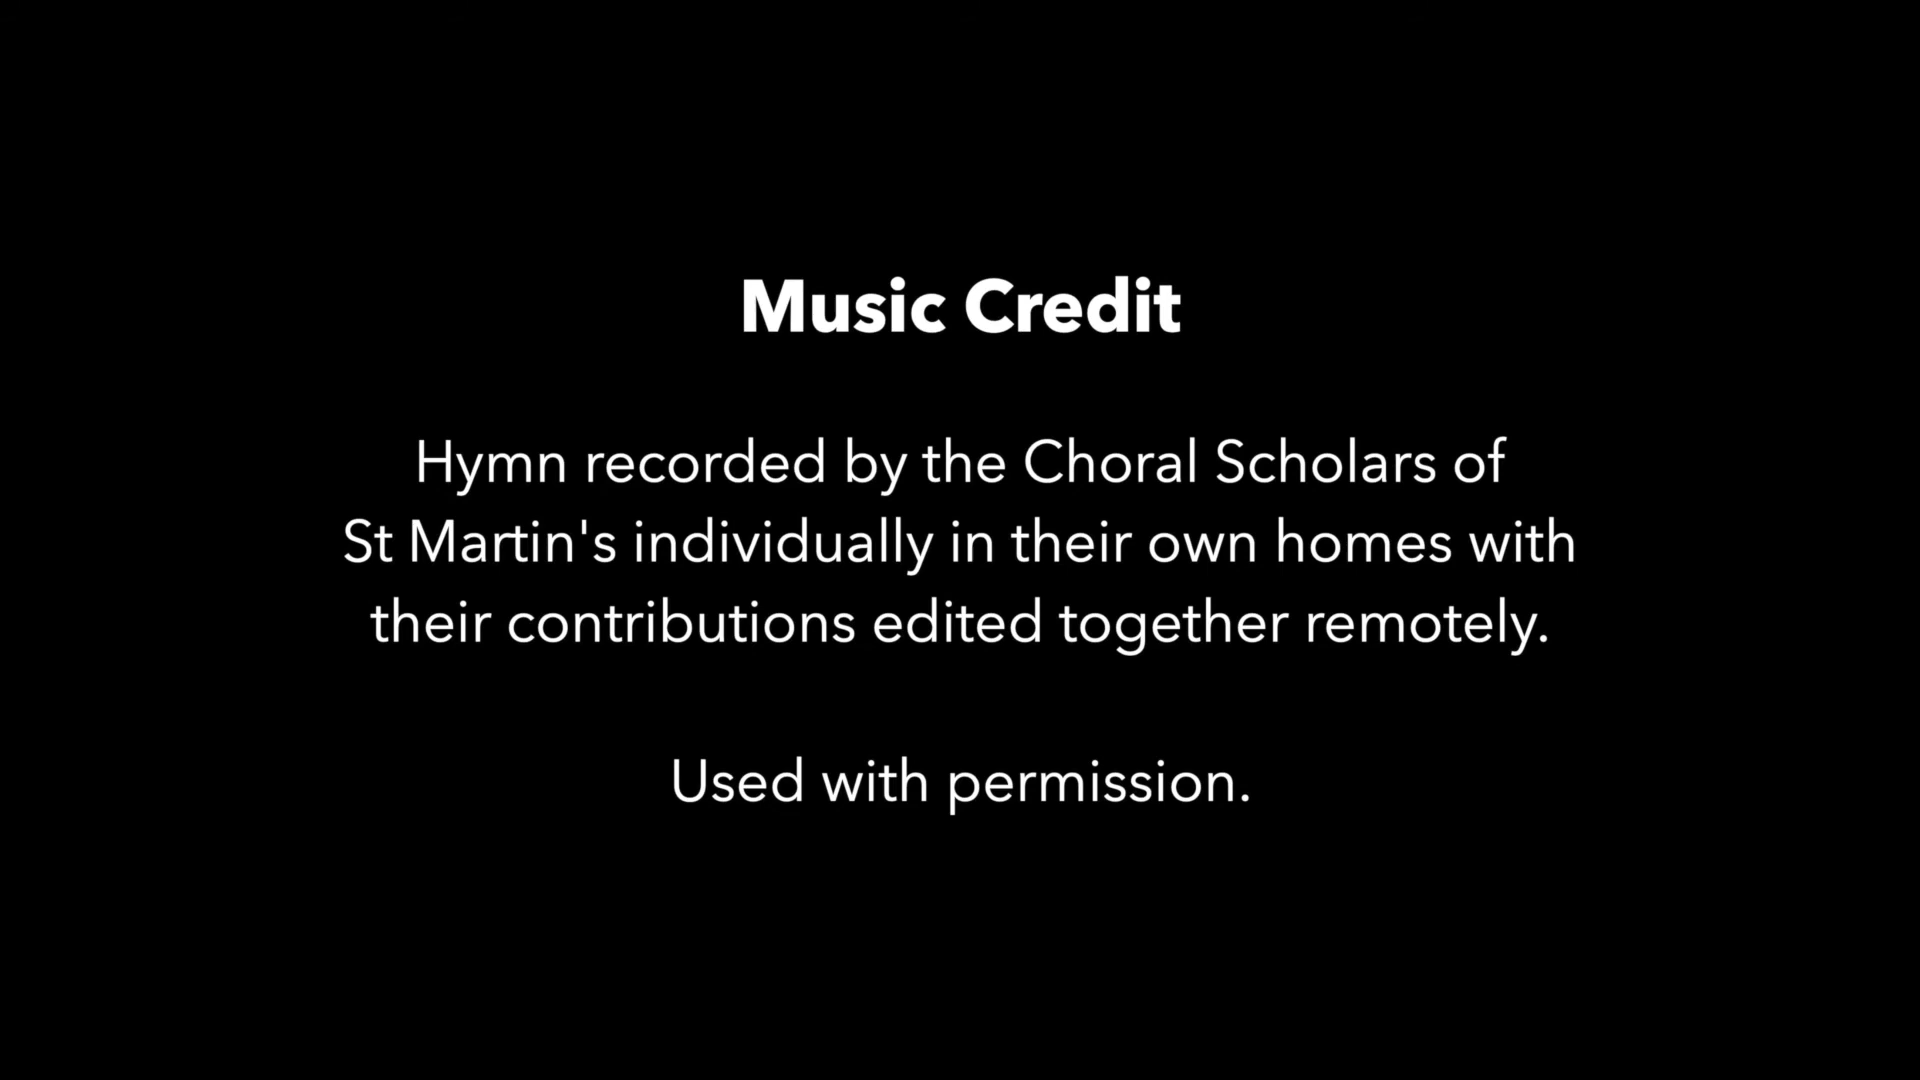 Music Credit
Hymn recorded by the Choral Scholars of
St Martin's individually in their own homes with
their contributions edited together remotely.
Used with permission.